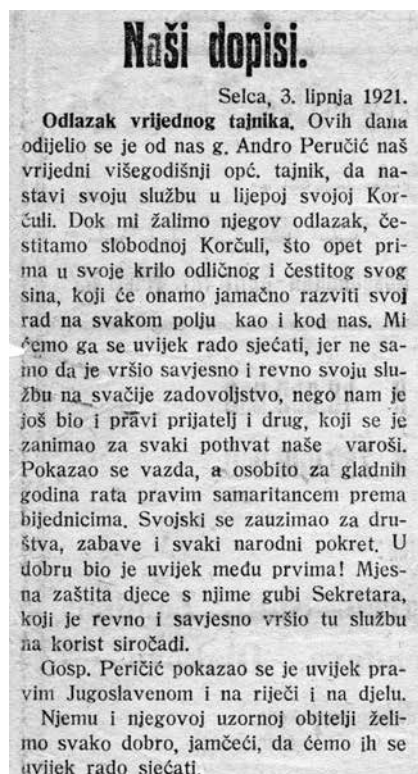 Naši dopisi.
Selca, 3. lipnja 1921.
Odlazak vrijednog tajnika. Ovih dana
odijelio se je od nas g. Andro Peručić naš
vrijedni višegodišnji opć. tajnik, da na-
stavi svoju službu u lijepoj svojoj Kor-
čuli. Dok mi žalimo njegov odlazak, če-
stitamo slobodnoj Korčuli, što opet pri-
ma u svoje krilo odličnog i čestitog svog
sina, koji će onamo jamačno razviti svoj
rad na svakom polju kao i kod nas. Mi
ćemo ga se uvijek rado sjećati, jer ne sa-
mo da je vršio savjesno i revno svoju slu-
žbu na svačije zadovoljstvo, nego nam je
još bio i pravi prijatelj i drug, koji se je
zanimao za svaki pothvat naše varoši.
Pokazao se vazda, a osobito za gladnih
godina rata pravim samaritancem prema
bijednicima. Svojski se zauzimao za dru-
štva, zabave i svaki narodni pokret. U
dobru bio je uvijek među prvima! Mjes-
na zaštita djece s njime gubi Sekretara,
koji je revno i savjesno vršio tu službu
na korist siročadi.
Gosp. Peričić pokazao se je uvijek pra-
vim Jugoslavenom i na riječi i na djelu.
Njemu i njegovoj uzornoj obitelji želi-
mo svako dobro, jamčeći, da ćemo ih se
uvijek rado sjećati.